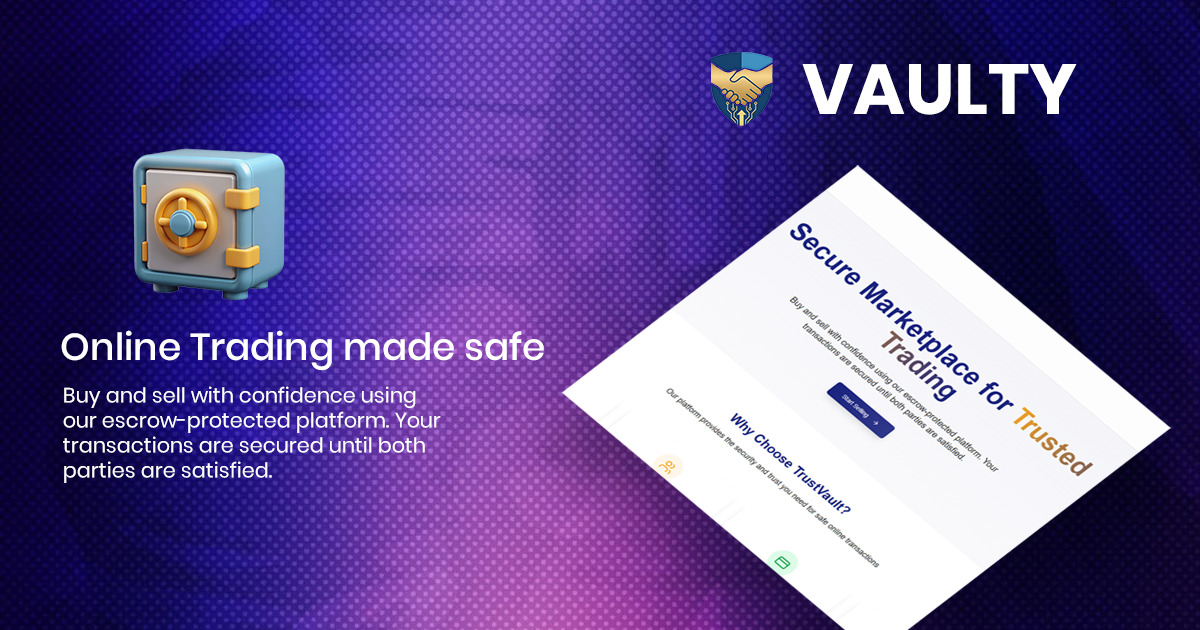 VAULTY
Online Trading made safe
Buy and sell with confidence using
our escrow-protected platform. Your
transactions are secured until both
parties are satisfied.
Secure Marketplace for Trusted
Trading
Buy and sell with confidence using our escrow-protected platform. Your
transactions are secured until both parties are satisfied.
Start Selling →
Why Choose TrustVault?
Our platform provides the security and trust you need for safe online transactions